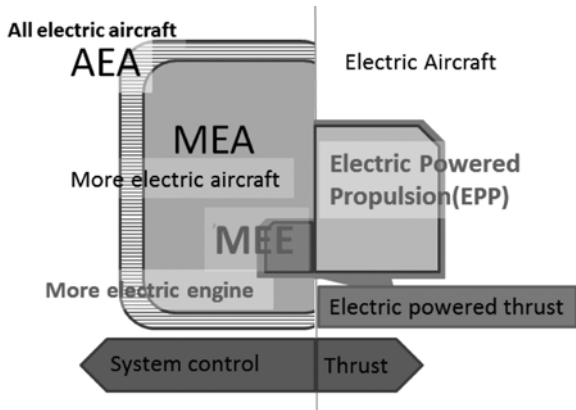 All electric aircraft
AEA
Electric Aircraft
MEA
More electric aircraft
Electric Powered
Propulsion(EPP)
MEE
More electric engine
Electric powered thrust
System control
Thrust